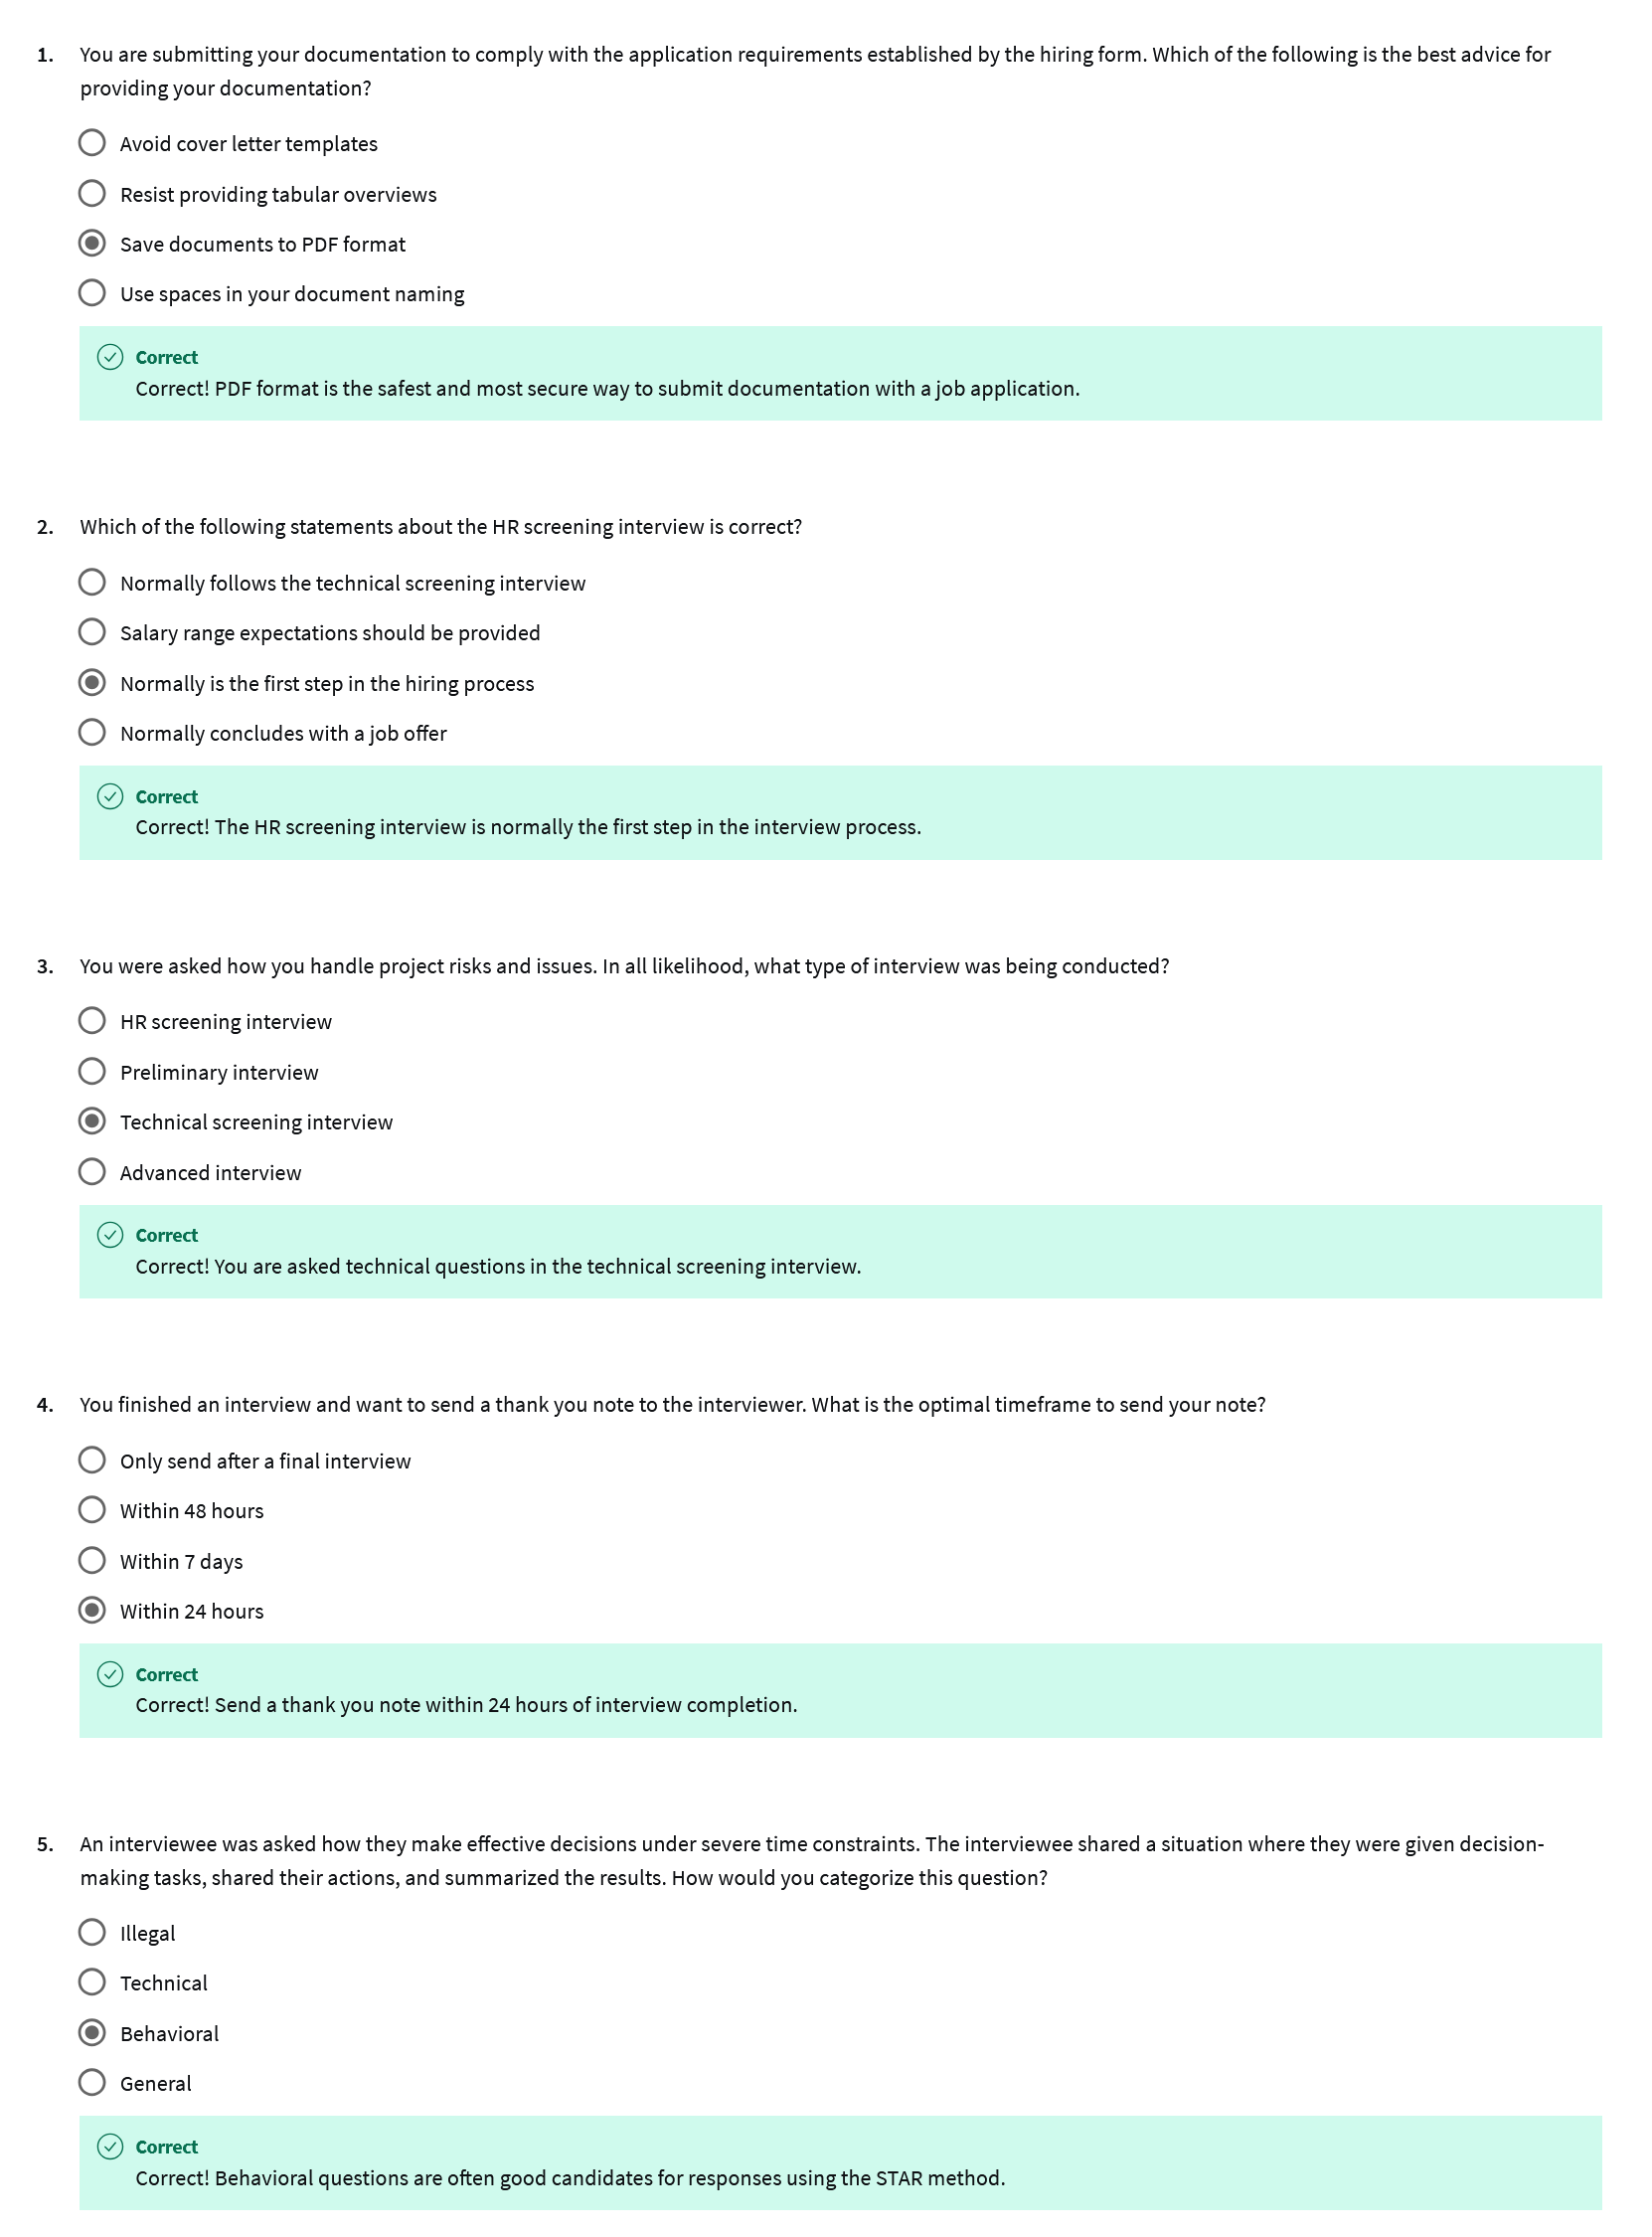 1. You are submitting your documentation to comply with the application requirements established by the hiring form. Which of the following is the best advice for
providing your documentation?
Avoid cover letter templates
Resist providing tabular overviews
Save documents to PDF format
Use spaces in your document naming
Correct
Correct! PDF format is the safest and most secure way to submit documentation with a job application.
2. Which of the following statements about the HR screening interview is correct?
Normally follows the technical screening interview
Salary range expectations should be provided
Normally is the first step in the hiring process
Normally concludes with a job offer
Correct
Correct! The HR screening interview is normally the first step in the interview process.
3. You were asked how you handle project risks and issues. In all likelihood, what type of interview was being conducted?
HR screening interview
Preliminary interview
Technical screening interview
Advanced interview
Correct
Correct! You are asked technical questions in the technical screening interview.
4. You finished an interview and want to send a thank you note to the interviewer. What is the optimal timeframe to send your note?
Only send after a final interview
Within 48 hours
Within 7 days
Within 24 hours
Correct
Correct! Send a thank you note within 24 hours of interview completion.
5. An interviewee was asked how they make effective decisions under severe time constraints. The interviewee shared a situation where they were given decision-
making tasks, shared their actions, and summarized the results. How would you categorize this question?
Illegal
Technical
Behavioral
General
Correct
Correct! Behavioral questions are often good candidates for responses using the STAR method.